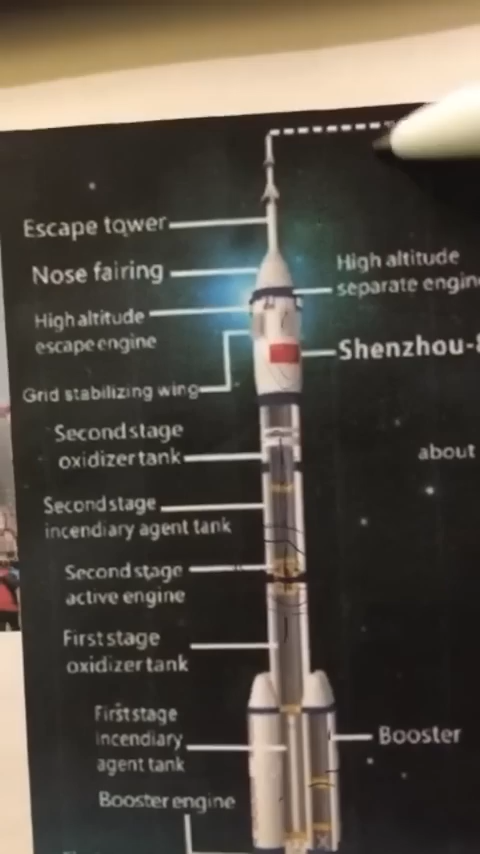 Escape tower
Nose fairing
High altitude
separate engine
High altitude
escape engine
Shenzhou-8
Grid stabilizing wing
Second stage
oxidizer tank
about
Second stage
incendiary agent tank
Second stage
active engine
First stage
oxidizer tank
First stage
incendiary
agent tank
Booster
Booster engine